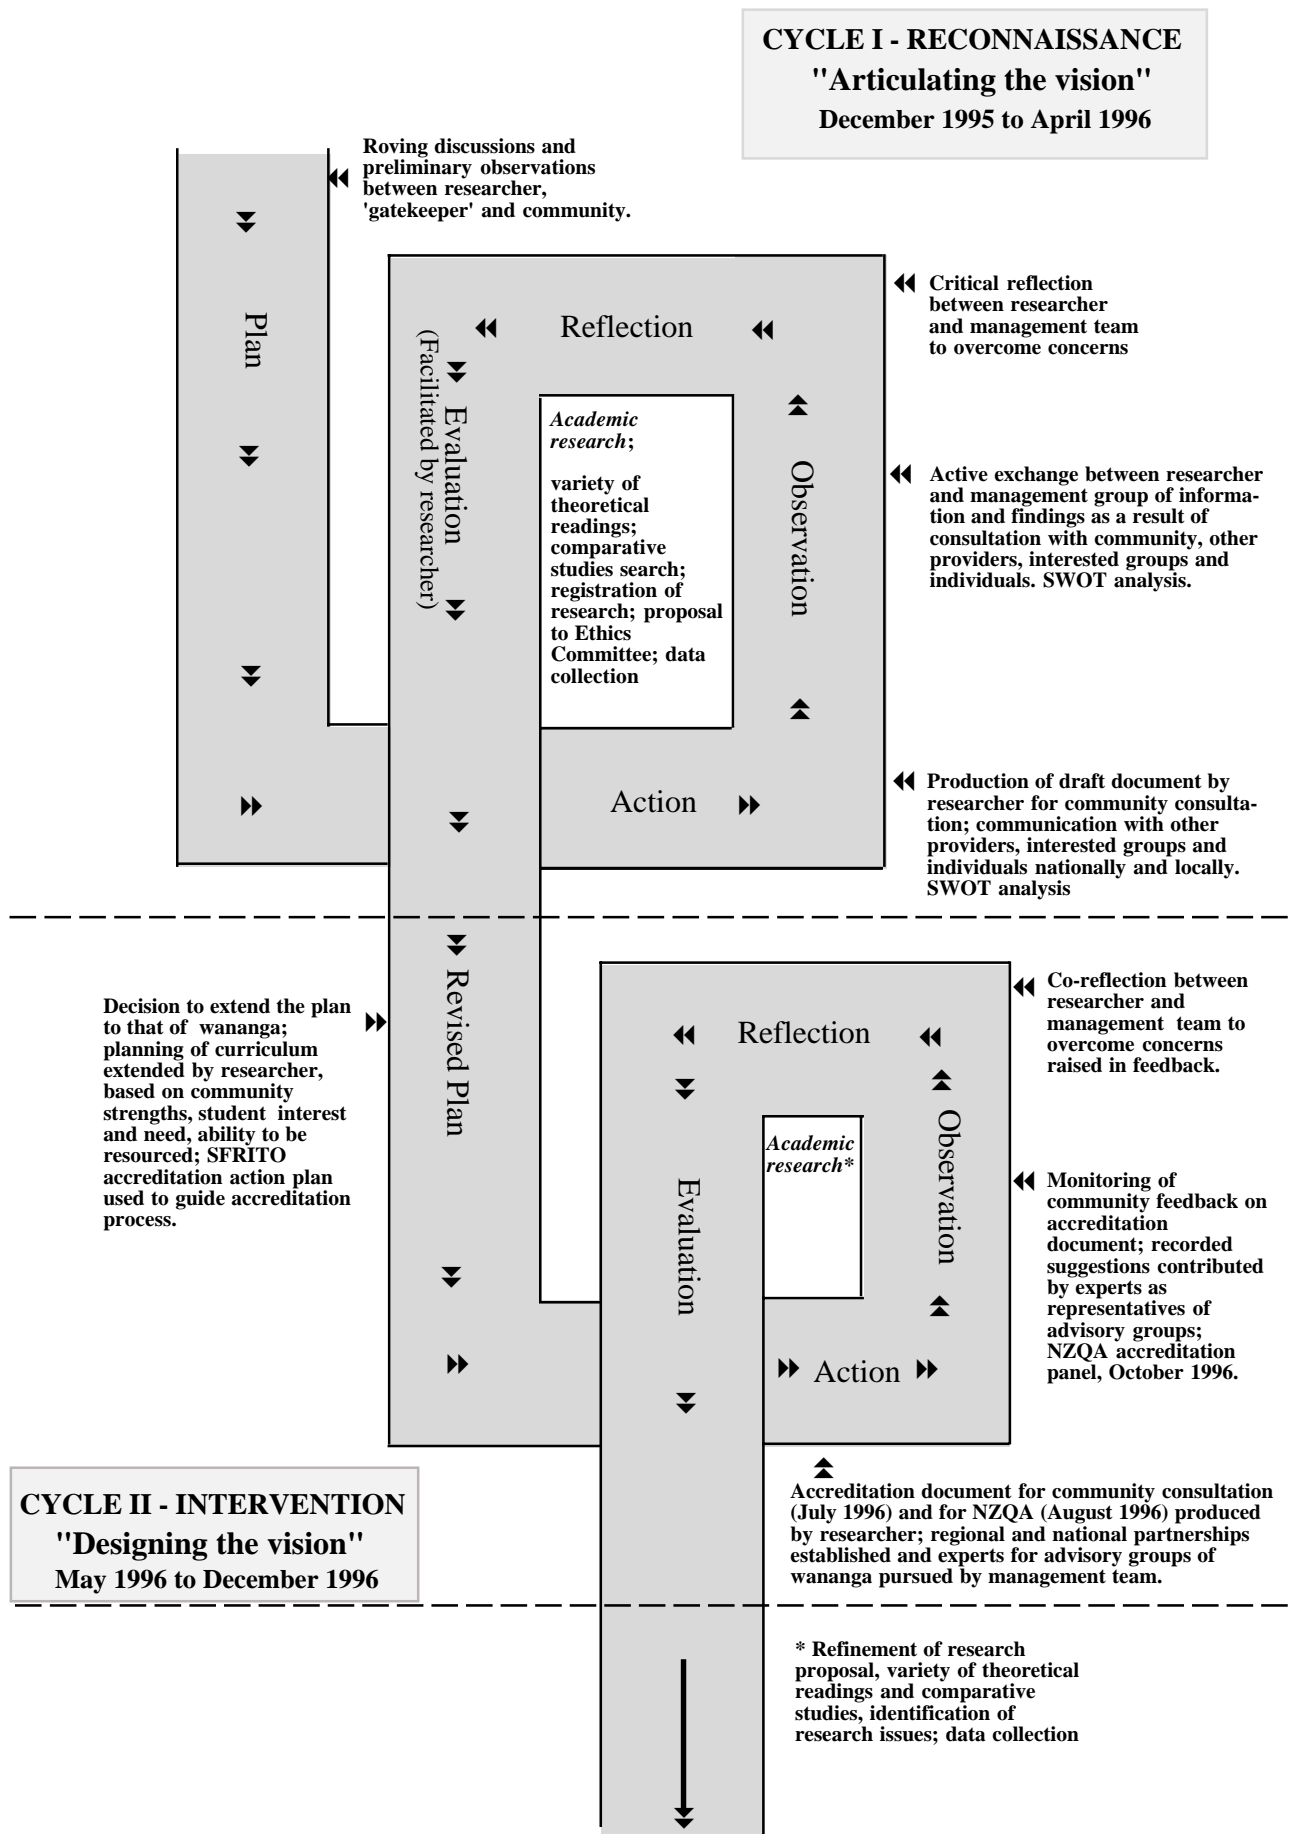 CYCLE I - RECONNAISSANCE
"Articulating the vision"
December 1995 to April 1996
Roving discussions and
preliminary observations
between researcher,
'gatekeeper' and community.
Plan
Reflection
Critical reflection
between researcher
and management team
to overcome concerns
Evaluation
(Facilitated by researcher)
Academic
research;
variety of
theoretical
readings;
comparative
studies search;
registration of
research; proposal
to Ethics
Committee; data
collection
Observation
Active exchange between researcher
and management group of informa-
tion and findings as a result of
consultation with community, other
providers, interested groups and
individuals. SWOT analysis.
Action
Production of draft document by
researcher for community consulta-
tion; communication with other
providers, interested groups and
individuals nationally and locally.
SWOT analysis
Decision to extend the plan
to that of wananga;
planning of curriculum
extended by researcher,
based on community
strengths, student interest
and need, ability to be
resourced; SFRITO
accreditation action plan
used to guide accreditation
process.
Revised Plan
Reflection
Co-reflection between
researcher and
management team to
overcome concerns
raised in feedback.
Evaluation
Academic
research*
Observation
Monitoring of
community feedback on
accreditation
document; recorded
suggestions contributed
by experts as
representatives of
advisory groups;
NZQA accreditation
panel, October 1996.
Action
CYCLE II - INTERVENTION
"Designing the vision"
May 1996 to December 1996
Accreditation document for community consultation
(July 1996) and for NZQA (August 1996) produced
by researcher; regional and national partnerships
established and experts for advisory groups of
wananga pursued by management team.
* Refinement of research
proposal, variety of theoretical
readings and comparative
studies, identification of
research issues; data collection